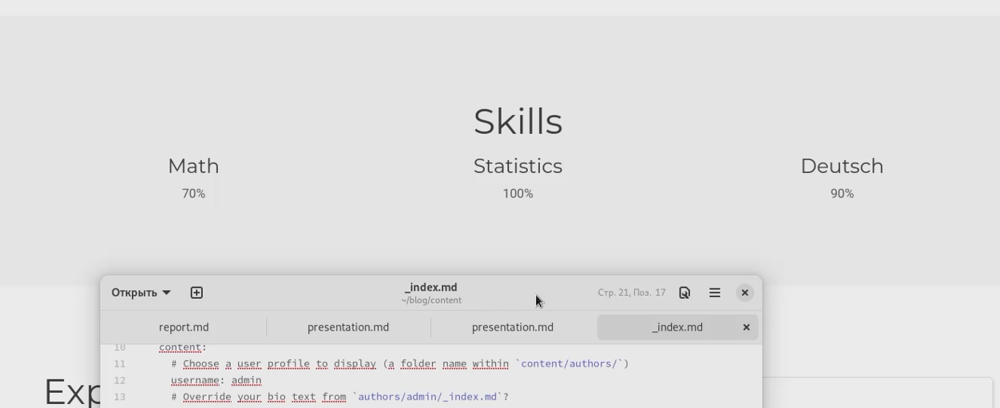 Skills
Math Statistics Deutsch
70% 100% 90%
Открыть _index.md Стр. 21, Поз. 17
~/blog/content
report.md presentation.md presentation.md _index.md
10 content:
11 # Choose a user profile to display (a folder name within `content/authors/`)
12 username: admin
Exp
13 # Override your bio text from `authors/admin/_index.md`?